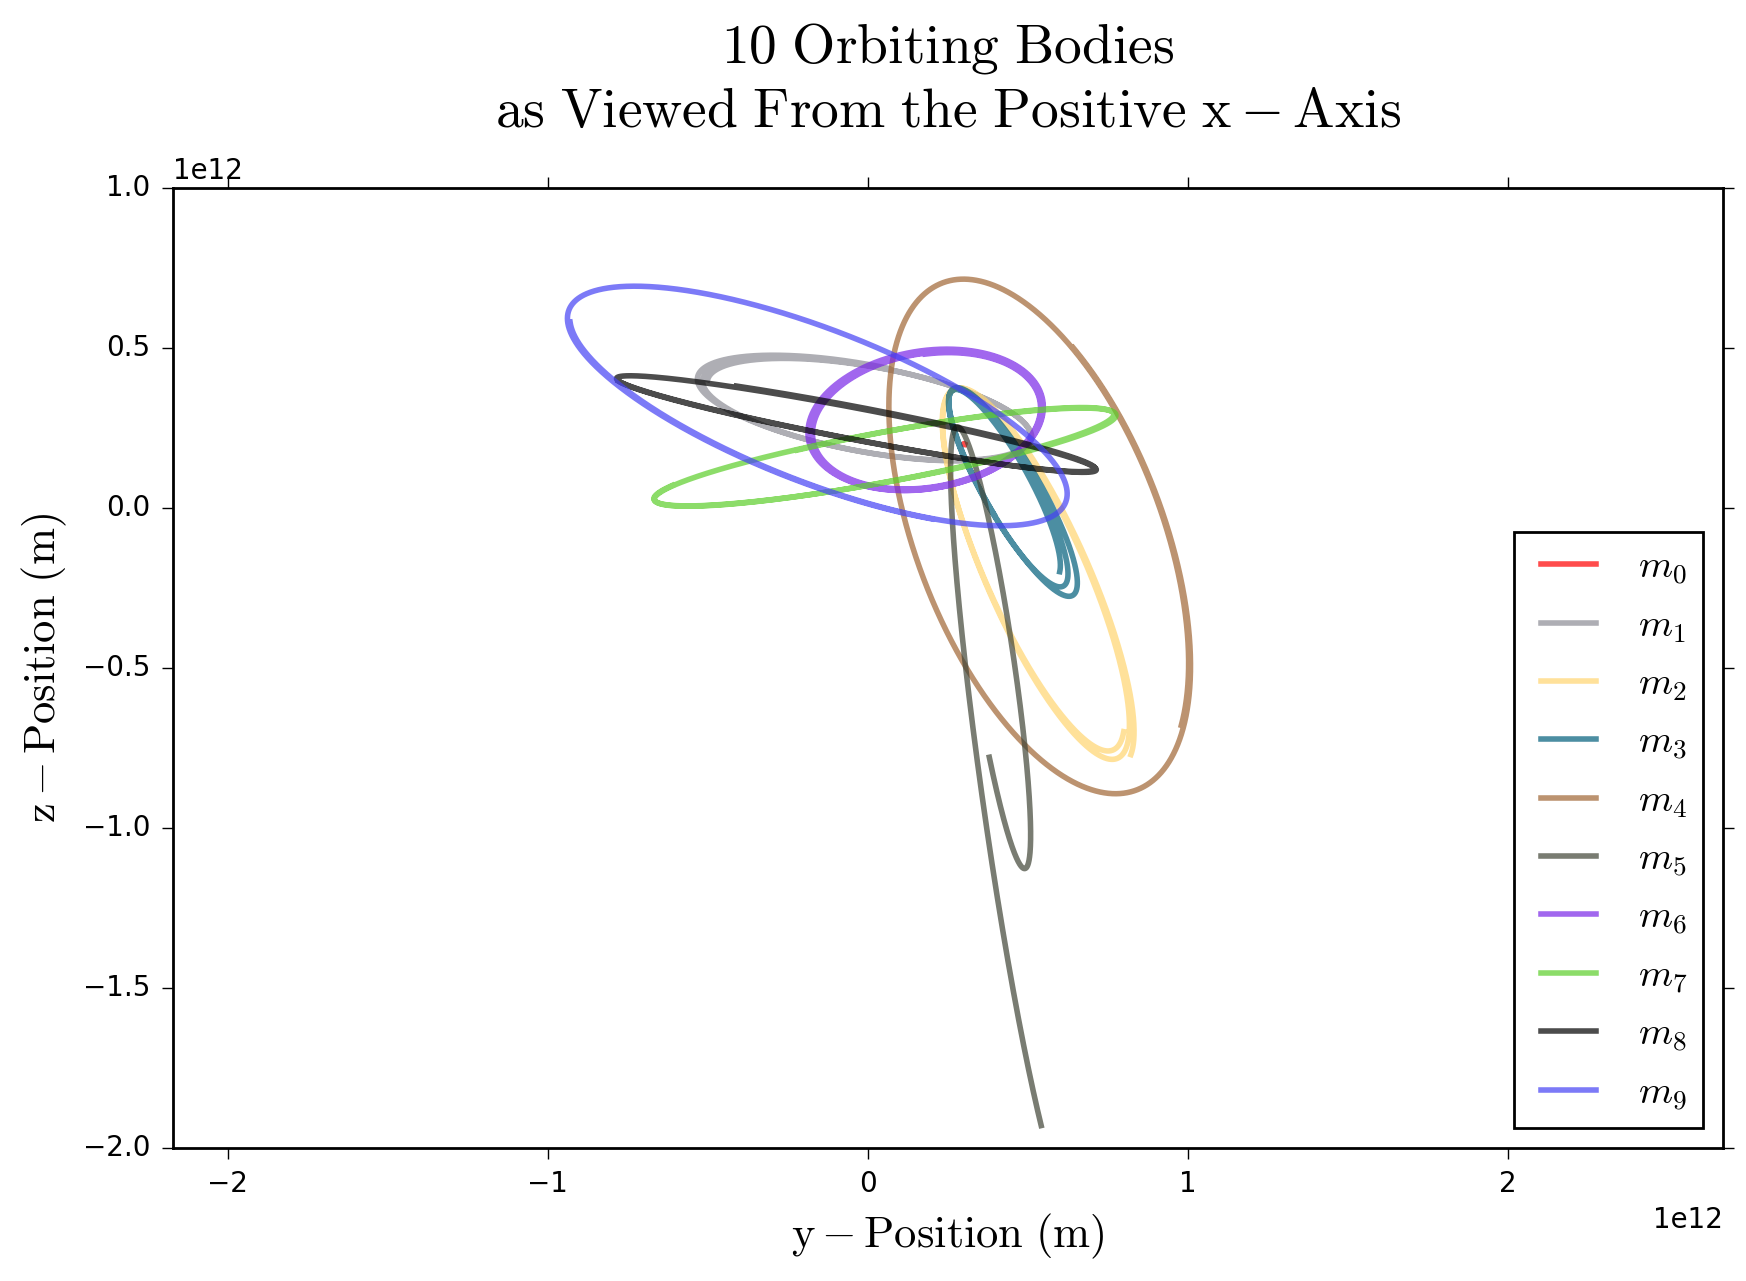 10 Orbiting Bodies
as Viewed From the Positive x − Axis
1e12
1.0
0.5
0.0
−0.5
−1.0
−1.5
−2.0
z − Position (m)
m0
m1
m2
m3
m4
m5
m6
m7
m8
m9
−2 −1 0 1 2
1e12
y − Position (m)